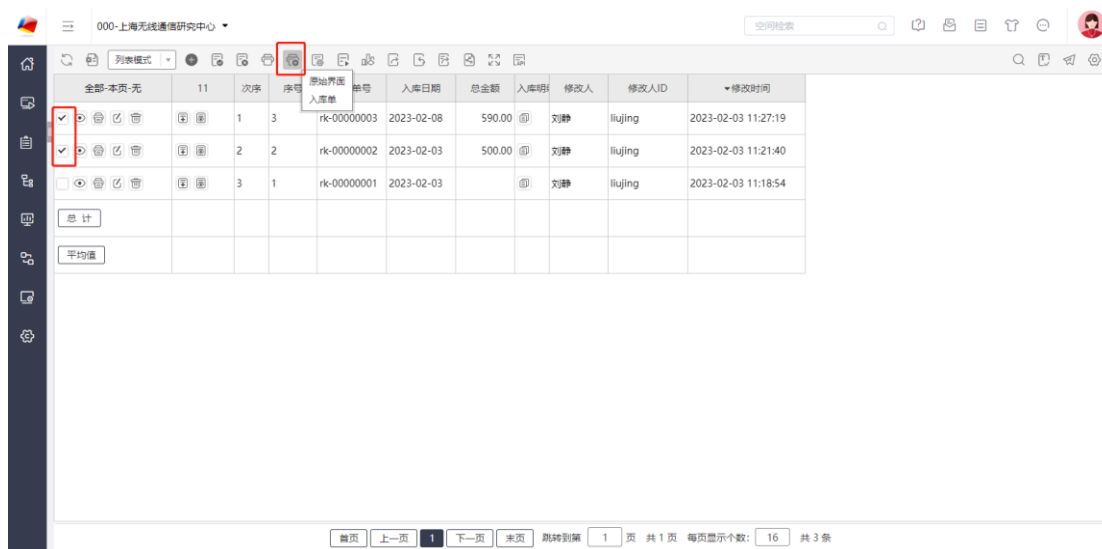 000-上海无线通信研究中心
空间检索
列表模式
原始界面
入库单
全部-本页-无 11 次序 序号 单号 入库日期 总金额 入库明 修改人 修改人ID 修改时间
1 3 rk-00000003 2023-02-08 590.00 刘静 liujing 2023-02-03 11:27:19
2 2 rk-00000002 2023-02-03 500.00 刘静 liujing 2023-02-03 11:21:40
3 1 rk-00000001 2023-02-03 刘静 liujing 2023-02-03 11:18:54
总 计
平均值
首页 上一页 1 下一页 末页 跳转到第 1 页 共 1 页 每页显示个数: 16 共 3 条